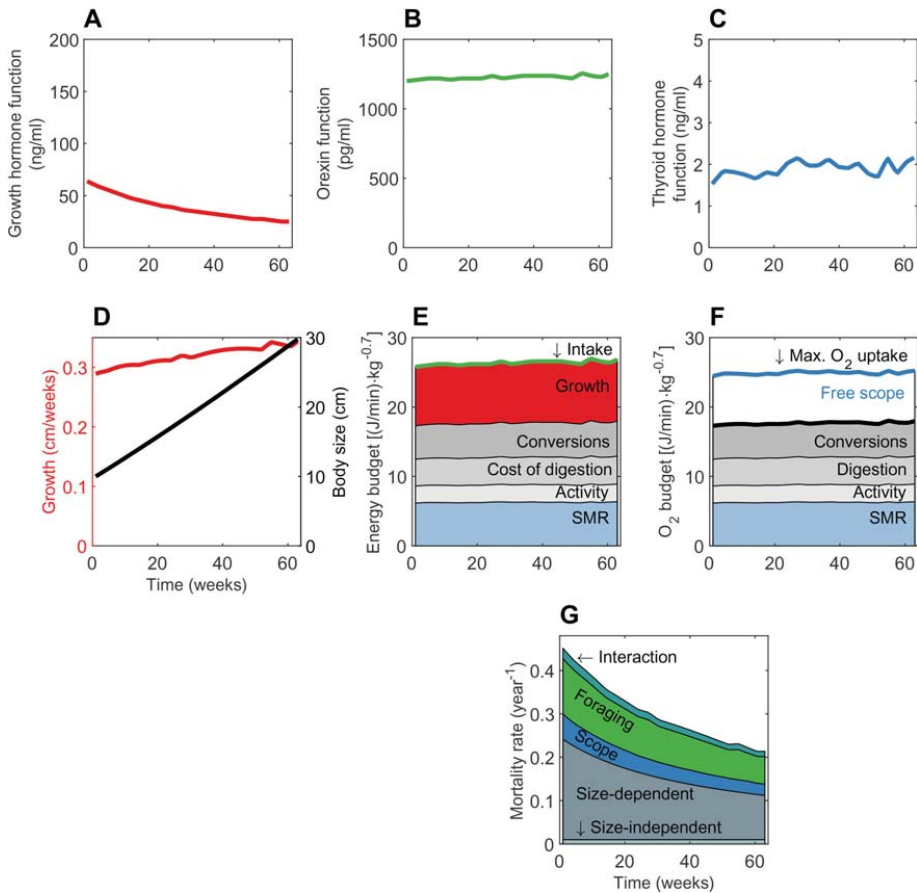 A
Growth hormone function
(ng/ml)
200
150
100
50
0
0 20 40 60
B
Orexin function
(pg/ml)
1500
1000
500
0
0 20 40 60
C
Thyroid hormone
function (ng/ml)
5
4
3
2
1
0
0 20 40 60
D
Growth (cm/weeks)
0.3
0.2
0.1
0
30
20
10
0
Body size (cm)
0 20 40 60
Time (weeks)
E
Energy budget [(J/min)·kg⁻⁰·⁷]
30
20
10
0
↓ Intake
Growth
Conversions
Cost of digestion
Activity
SMR
0 20 40 60
F
O₂ budget [(J/min)·kg⁻⁰·⁷]
30
20
10
0
↓ Max. O₂ uptake
Free scope
Conversions
Digestion
Activity
SMR
0 20 40 60
G
Mortality rate (year⁻¹)
0.4
0.3
0.2
0.1
0
← Interaction
Foraging
Scope
Size-dependent
↓ Size-independent
0 20 40 60
Time (weeks)